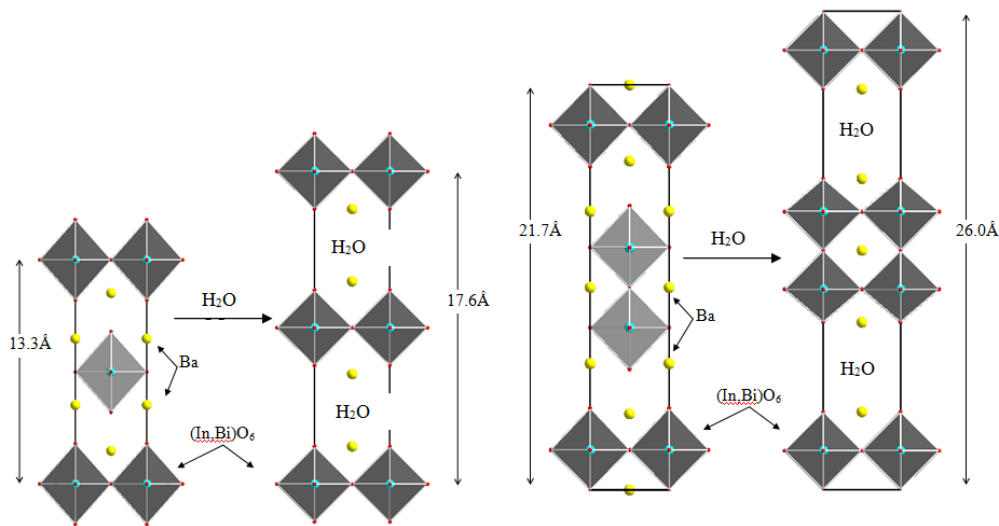 13.3Å
H₂O
Ba
(In,Bi)O₆
H₂O
H₂O
17.6Å
21.7Å
H₂O
Ba
(In,Bi)O₆
H₂O
H₂O
26.0Å